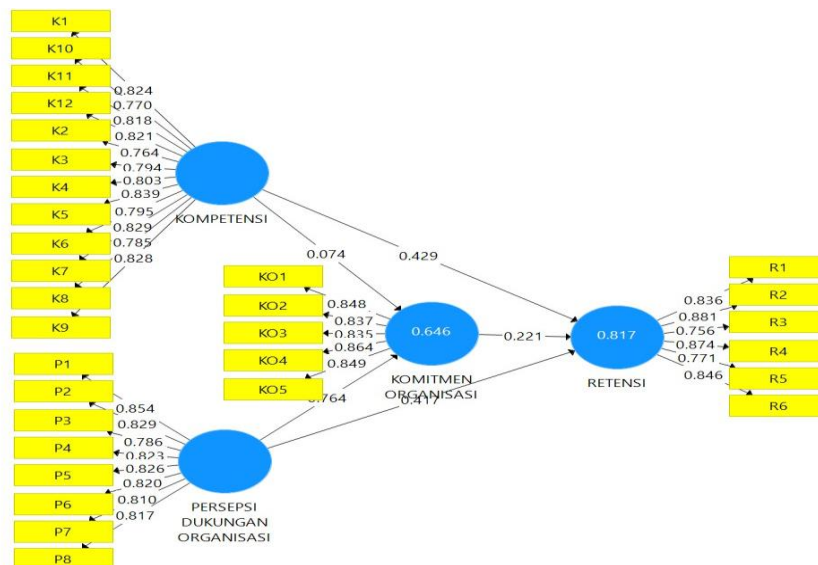 K1
K10
K11
K12
K2
K3
K4
K5
K6
K7
K8
K9
0.824
0.770
0.818
0.821
0.764
0.794
0.803
0.839
0.795
0.829
0.785
0.828
KOMPETENSI
0.074
0.429
KO1
KO2
KO3
KO4
KO5
0.848
0.837
0.835
0.864
0.849
0.646
KOMITMEN
ORGANISASI
0.221
0.817
RETENSI
0.836
0.881
0.756
0.874
0.771
0.846
R1
R2
R3
R4
R5
R6
0.764
0.417
P1
P2
P3
P4
P5
P6
P7
P8
0.854
0.829
0.786
0.823
0.826
0.820
0.810
0.817
PERSEPSI
DUKUNGAN
ORGANISASI